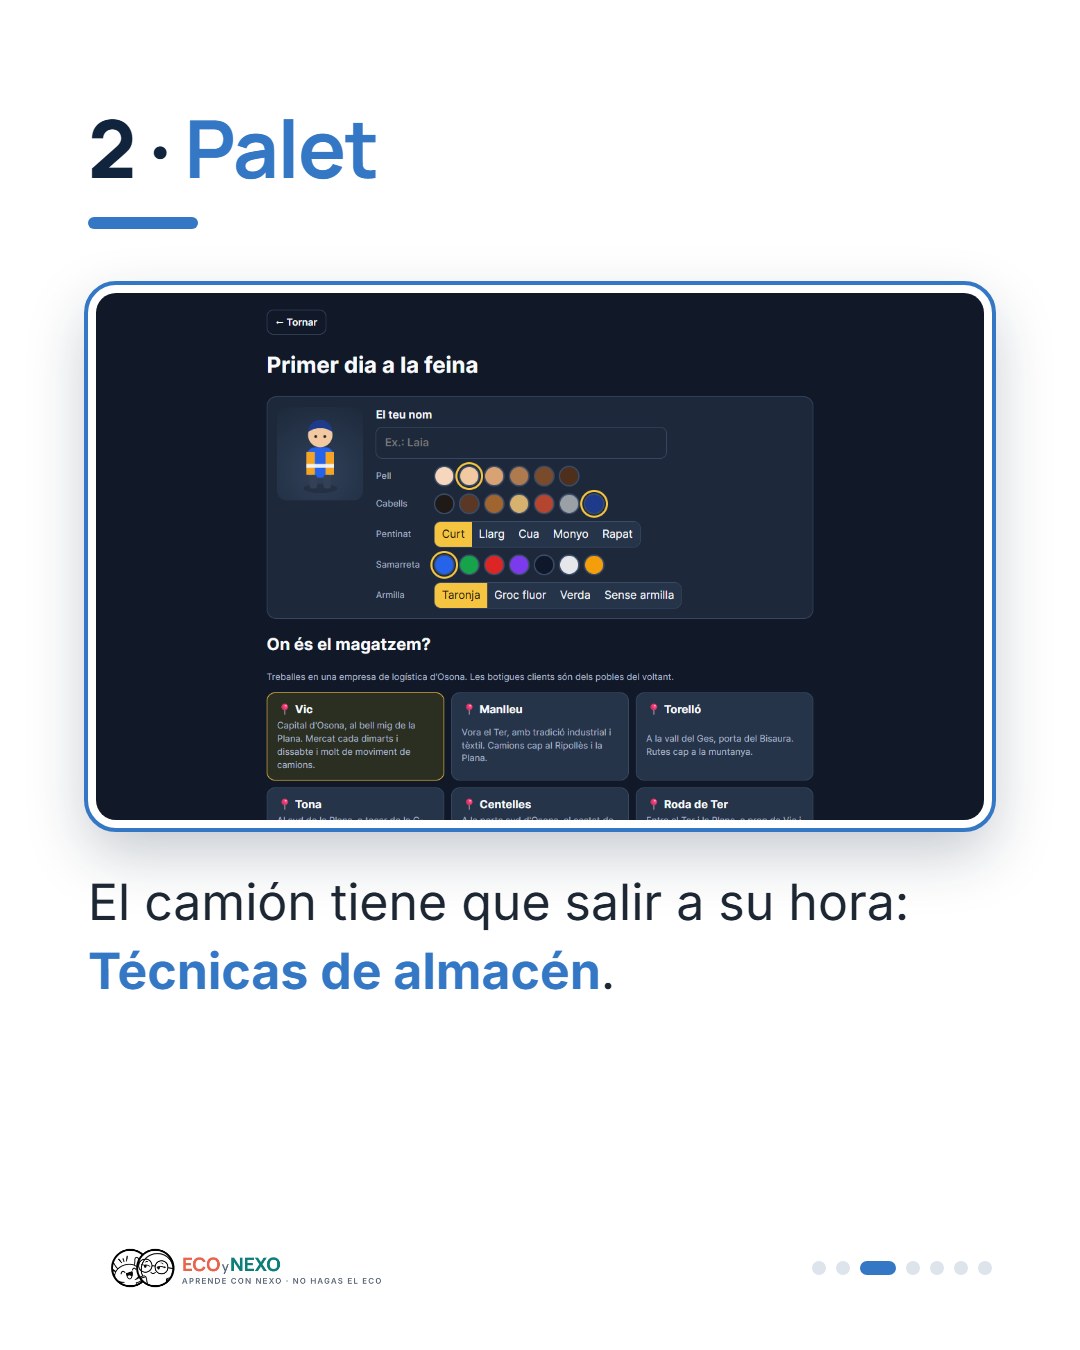 2 · Palet
← Tornar
Primer dia a la feina
El teu nom
Ex.: Laia
Pell
Cabells
Pentinat Curt Llarg Cua Monyo Rapat
Samarreta
Armilla Taronja Groc fluor Verda Sense armilla
On és el magatzem?
Treballes en una empresa de logística d'Osona. Les botigues clients són dels pobles del voltant.
Vic
Capital d'Osona, al bell mig de la
Plana. Mercat cada dimarts i
dissabte i molt de moviment de
camions.
Manlleu
Vora el Ter, amb tradició industrial i
tèxtil. Camions cap al Ripollès i la
Plana.
Torelló
A la vall del Ges, porta del Bisaura.
Rutes cap a la muntanya.
Tona
Centelles
Roda de Ter
El camión tiene que salir a su hora:
Técnicas de almacén.
ECO y NEXO
APRENDE CON NEXO · NO HAGAS EL ECO